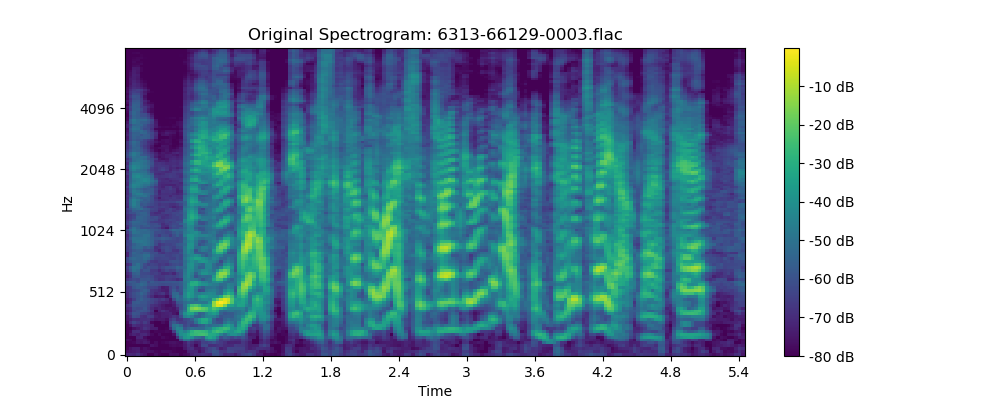 Original Spectrogram: 6313-66129-0003.flac
Hz
4096
2048
1024
512
0
0 0.6 1.2 1.8 2.4 3 3.6 4.2 4.8 5.4
Time
-10 dB
-20 dB
-30 dB
-40 dB
-50 dB
-60 dB
-70 dB
-80 dB